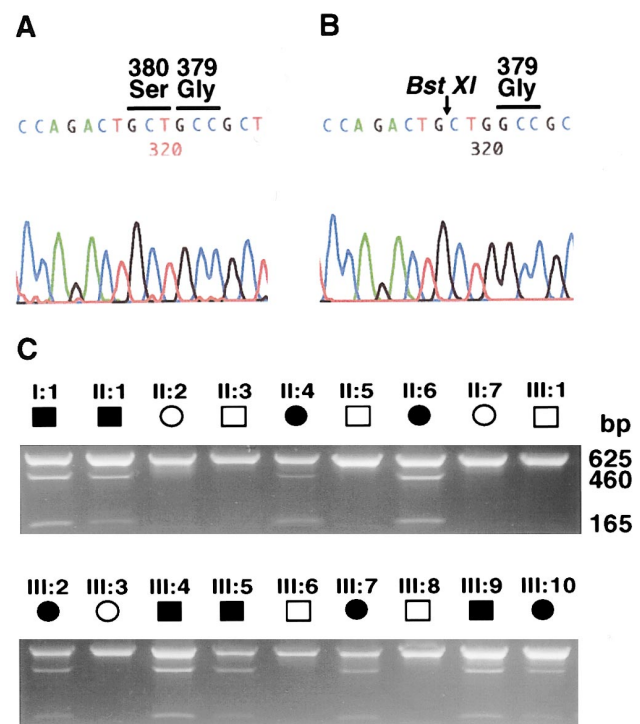 A
B
380 379
Ser Gly
379
Gly
Bst XI
C C A G A C T G C T G C C G C T
320
C C A G A C T G C T G G C C G C
320
C
I:1 II:1 II:2 II:3 II:4 II:5 II:6 II:7 III:1
bp
625
460
165
III:2 III:3 III:4 III:5 III:6 III:7 III:8 III:9 III:10